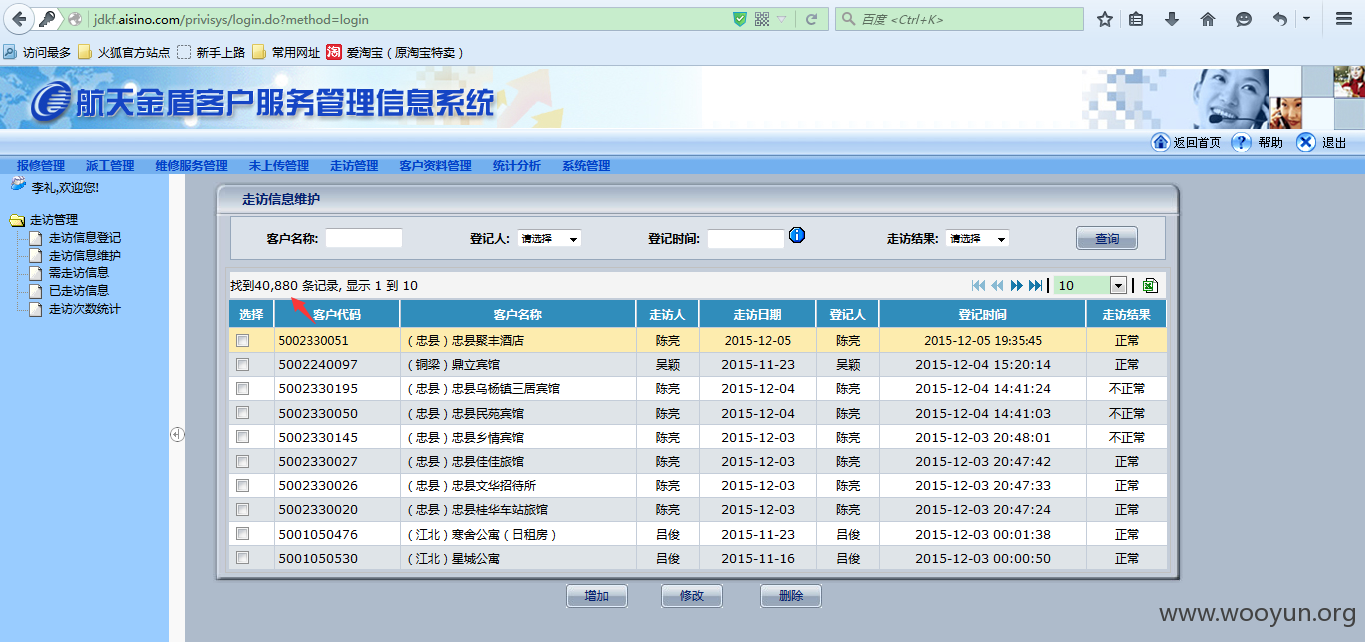 jdkf.aisino.com/privisys/login.do?method=login
百度 <Ctrl+K>
访问最多 火狐官方站点 新手上路 常用网址 淘 爱淘宝（原淘宝特卖）
航天金盾客户服务管理信息系统
返回首页 ? 帮助 退出
报修管理 派工管理 维修服务管理 未上传管理 走访管理 客户资料管理 统计分析 系统管理
李礼,欢迎您!
走访管理
走访信息登记
走访信息维护
需走访信息
已走访信息
走访次数统计
走访信息维护
客户名称: 登记人: 请选择 登记时间: 走访结果: 请选择 查询
找到40,880 条记录, 显示 1 到 10
10
选择 客户代码 客户名称 走访人 走访日期 登记人 登记时间 走访结果
5002330051 （忠县）忠县聚丰酒店 陈亮 2015-12-05 陈亮 2015-12-05 19:35:45 正常
5002240097 （铜梁）鼎立宾馆 吴颖 2015-11-23 吴颖 2015-12-04 15:20:14 正常
5002330195 （忠县）忠县乌杨镇三居宾馆 陈亮 2015-12-04 陈亮 2015-12-04 14:41:24 不正常
5002330050 （忠县）忠县民苑宾馆 陈亮 2015-12-04 陈亮 2015-12-04 14:41:03 不正常
5002330145 （忠县）忠县乡情宾馆 陈亮 2015-12-03 陈亮 2015-12-03 20:48:01 不正常
5002330027 （忠县）忠县佳佳旅馆 陈亮 2015-12-03 陈亮 2015-12-03 20:47:42 正常
5002330026 （忠县）忠县文华招待所 陈亮 2015-12-03 陈亮 2015-12-03 20:47:33 正常
5002330020 （忠县）忠县桂华车站旅馆 陈亮 2015-12-03 陈亮 2015-12-03 20:47:24 正常
5001050476 （江北）寒舍公寓（日租房） 吕俊 2015-11-23 吕俊 2015-12-03 00:01:38 正常
5001050530 （江北）星城公寓 吕俊 2015-11-16 吕俊 2015-12-03 00:00:50 正常
增加 修改 删除
www.wooyun.org